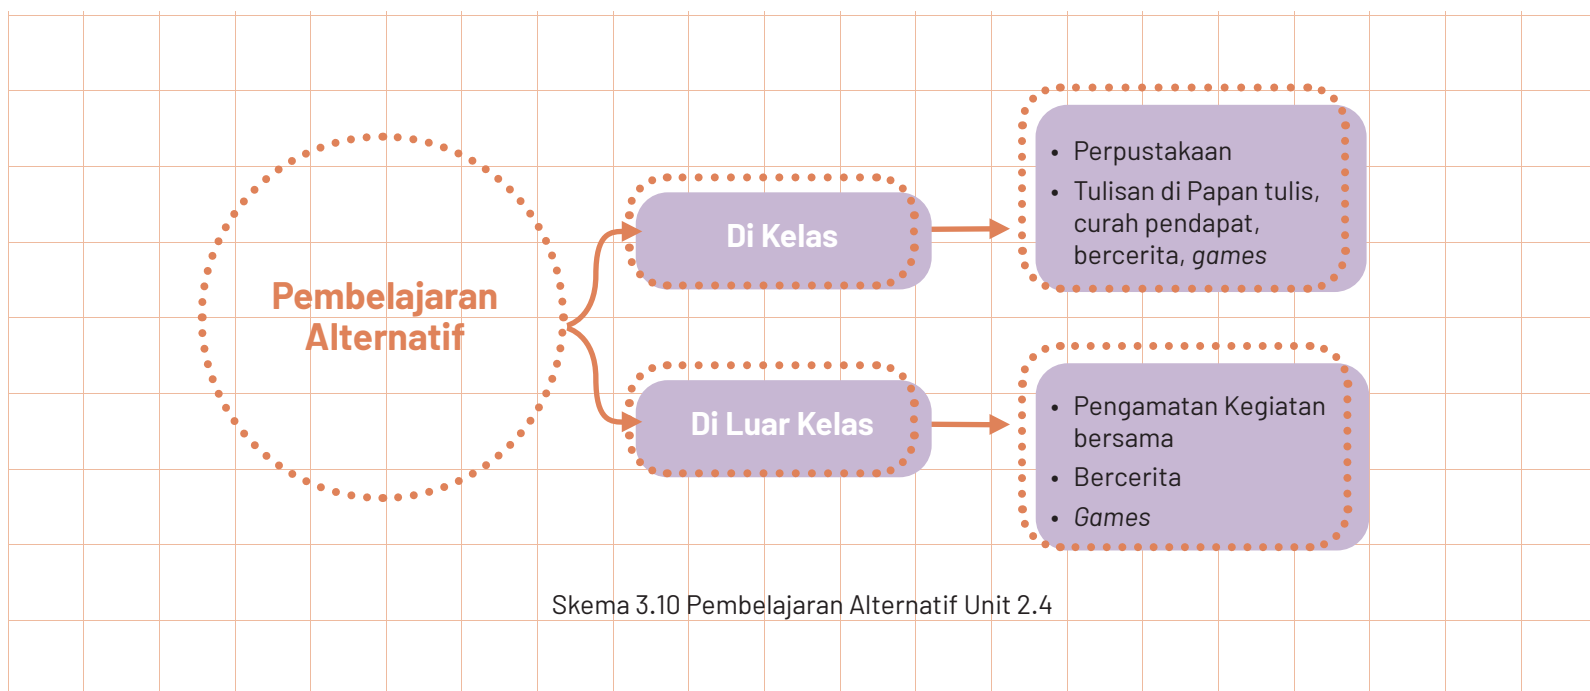 Pembelajaran
Alternatif
Di Kelas
• Perpustakaan
• Tulisan di Papan tulis,
curah pendapat,
bercerita, games
Di Luar Kelas
• Pengamatan Kegiatan
bersama
• Bercerita
• Games
Skema 3.10 Pembelajaran Alternatif Unit 2.4